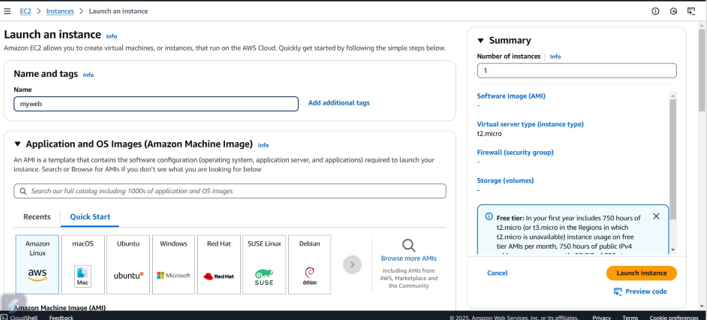 EC2 > Instances > Launch an instance
Launch an instance Info
Amazon EC2 allows you to create virtual machines, or instances, that run on the AWS Cloud. Quickly get started by following the simple steps below.
Name and tags Info
Name
myweb
Add additional tags
Application and OS Images (Amazon Machine Image) Info
An AMI is a template that contains the software configuration (operating system, application server, and applications) required to launch your
instance. Search or Browse for AMIs if you don't see what you are looking for below
Search our full catalog including 1000s of application and OS images
Recents Quick Start
Amazon Linux
aws
macOS
Mac
Ubuntu
ubuntu
Windows
Microsoft
Red Hat
Red Hat
SUSE Linux
SUSE
Debian
debian
Browse more AMIs
Including AMIs from
AWS, Marketplace and
the Community
Amazon Machine Image (AMI)
Summary
Number of instances Info
1
Software Image (AMI)
-
Virtual server type (instance type)
t2.micro
Firewall (security group)
-
Storage (volumes)
-
Free tier: In your first year includes 750 hours
of t2.micro (or t3.micro in the Regions in which
t2.micro is unavailable) instance usage on free
tier AMIs per month, 750 hours of public IPv4
Cancel
Launch instance
Preview code
CloudShell Feedback
© 2025, Amazon Web Services, Inc. or its affiliates. Privacy Terms Cookie preferences